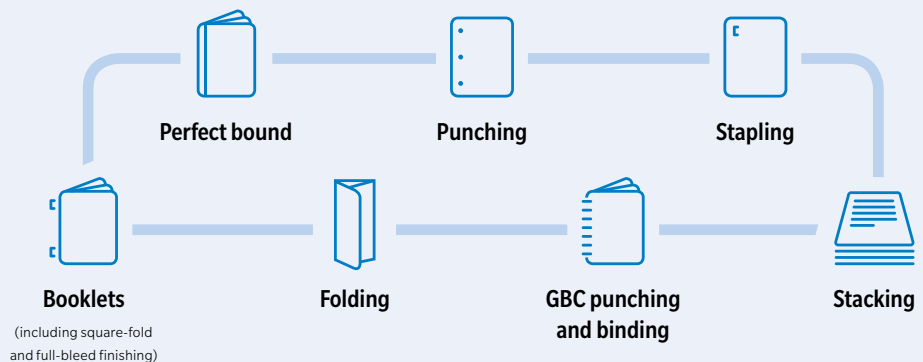 Perfect bound
Punching
Stapling
Booklets
(including square-fold
and full-bleed finishing)
Folding
GBC punching
and binding
Stacking